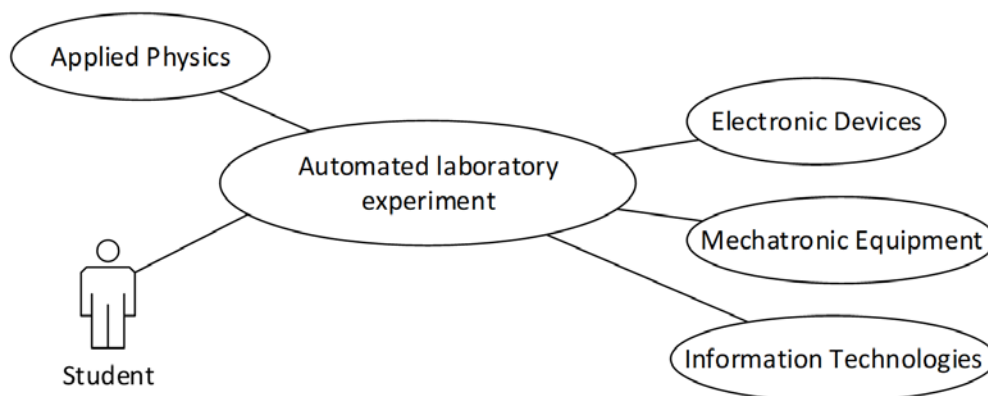 Applied Physics
Electronic Devices
Automated laboratory
experiment
Mechatronic Equipment
Information Technologies
Student